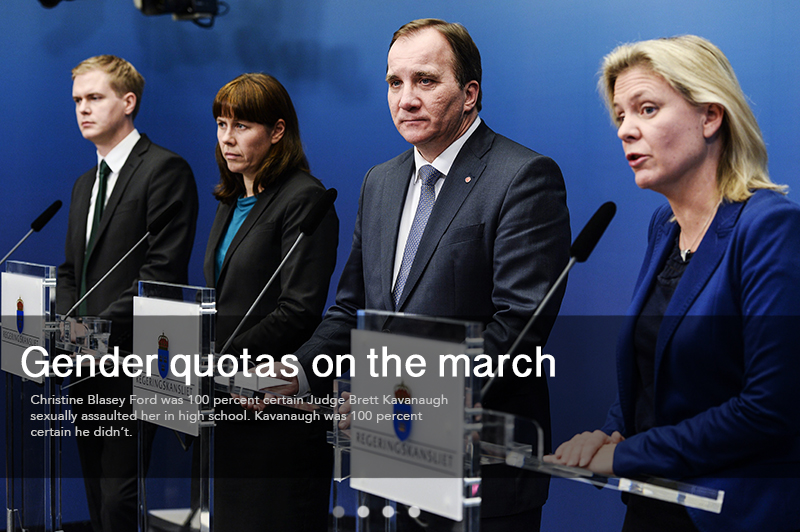 Gender quotas on the march
Christine Blasey Ford was 100 percent certain Judge Brett Kavanaugh
sexually assaulted her in high school. Kavanaugh was 100 percent
certain he didn't.
REGERINGSKANSLIET
REGERINGSKANSLIET